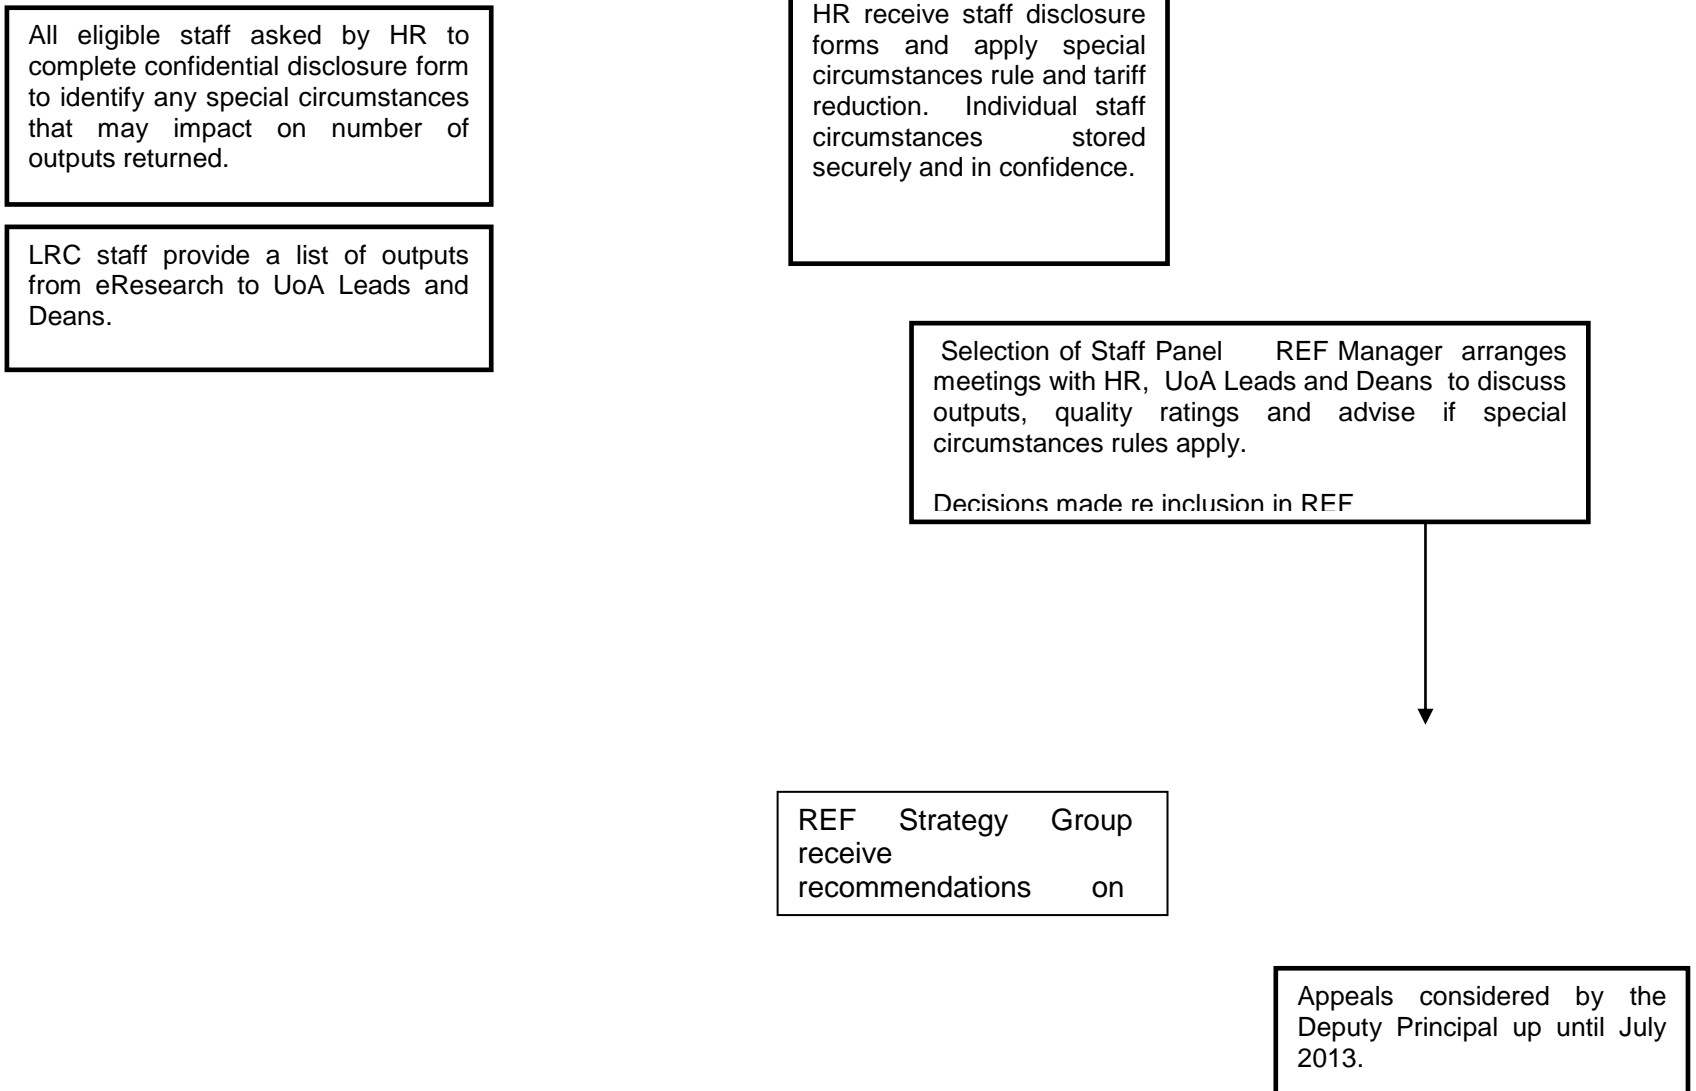 All eligible staff asked by HR to
complete confidential disclosure form
to identify any special circumstances
that may impact on number of
outputs returned.
HR receive staff disclosure
forms and apply special
circumstances rule and tariff
reduction. Individual staff
circumstances stored
securely and in confidence.
LRC staff provide a list of outputs
from eResearch to UoA Leads and
Deans.
Selection of Staff Panel REF Manager arranges
meetings with HR, UoA Leads and Deans to discuss
outputs, quality ratings and advise if special
circumstances rules apply.
Decisions made re inclusion in REF
REF Strategy Group
receive
recommendations on
Appeals considered by the
Deputy Principal up until July
2013.